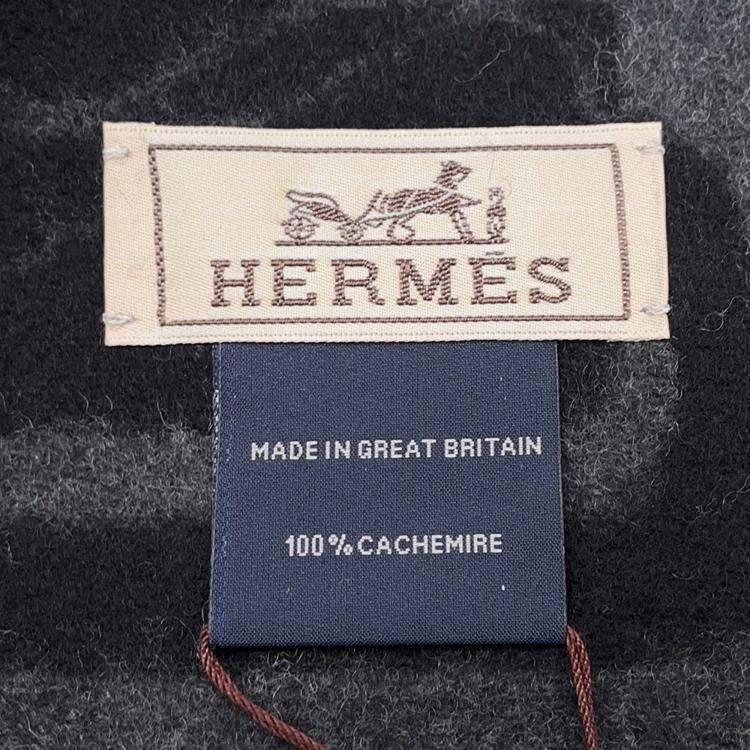 HERMÈS
MADE IN GREAT BRITAIN
100% CACHEMIRE